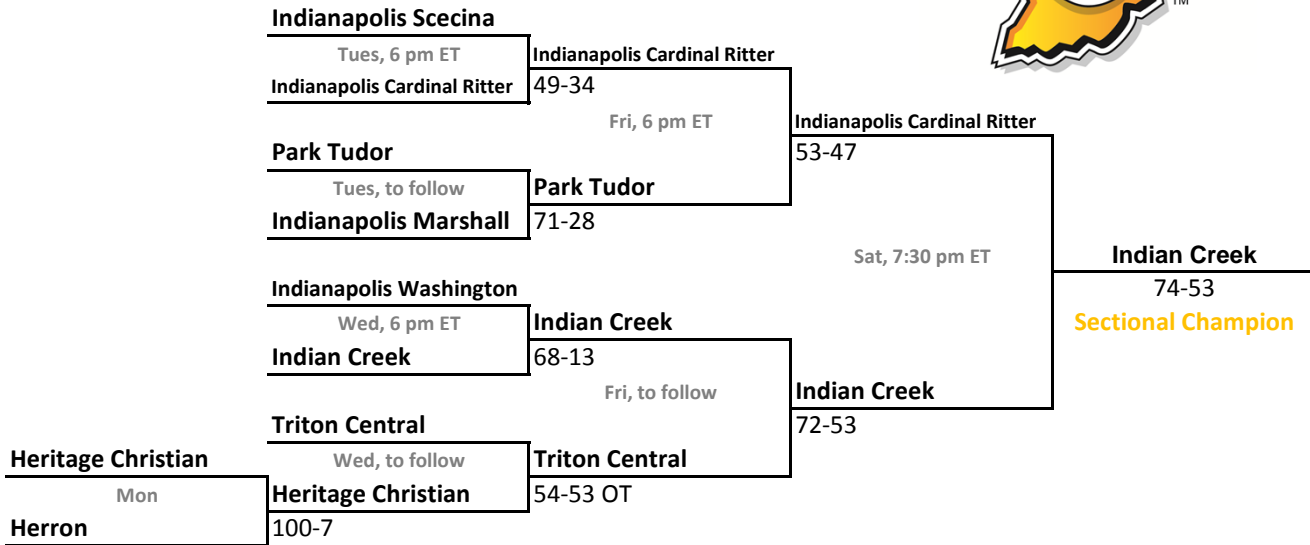 TM
Indianapolis Scecina
Tues, 6 pm ET
Indianapolis Cardinal Ritter
Indianapolis Cardinal Ritter
49-34
Fri, 6 pm ET
Indianapolis Cardinal Ritter
53-47
Park Tudor
Tues, to follow
Park Tudor
Indianapolis Marshall
71-28
Sat, 7:30 pm ET
Indian Creek
74-53
Sectional Champion
Indianapolis Washington
Wed, 6 pm ET
Indian Creek
Indian Creek
68-13
Fri, to follow
Indian Creek
72-53
Triton Central
Heritage Christian
Wed, to follow
Triton Central
Mon
Heritage Christian
54-53 OT
Herron
100-7